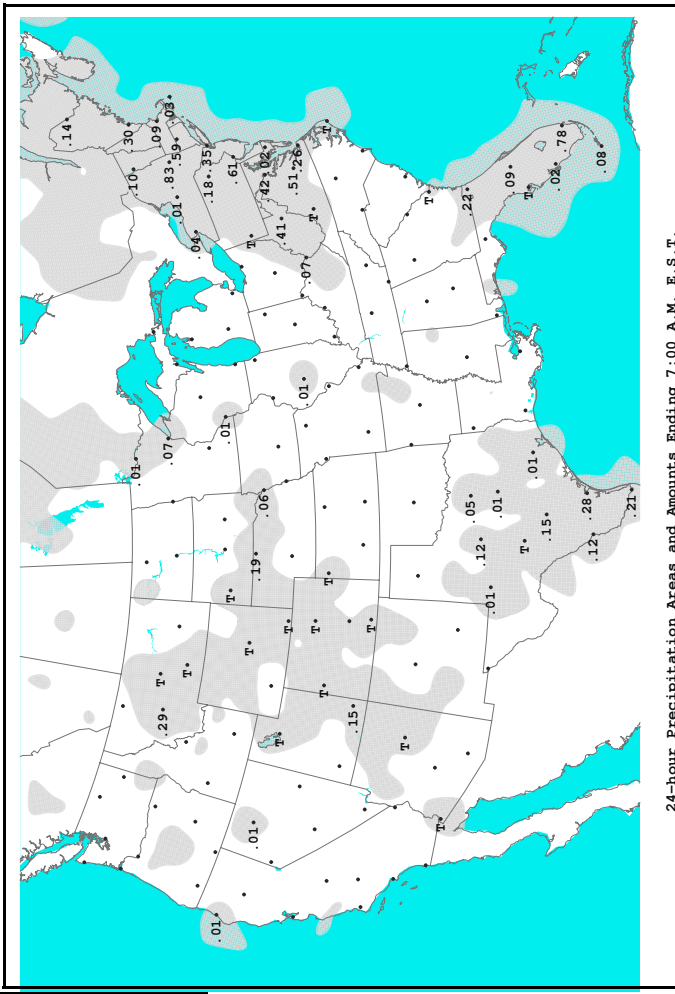 .14
.30
.10
.01
.09
.29
T
.07
.83
.03
.01
.59
T
.04
.18
.35
.01
.01
T
.61
T
T
.01
.19
.06
.42
.02
T
.41
T
.51
.26
.01
.07
T
T
T
T
T
.15
T
T
T
T
.22
.05
.12
.01
.01
.09
T
T
.01
.15
.02
.78
.28
.12
.08
.21
24-hour Precipitation Areas and Amounts Ending 7:00 A.M. E.S.T.